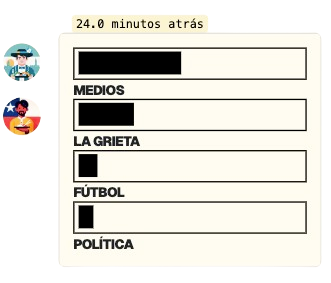 24.0 minutos atrás
MEDIOS
LA GRIETA
FÚTBOL
POLÍTICA